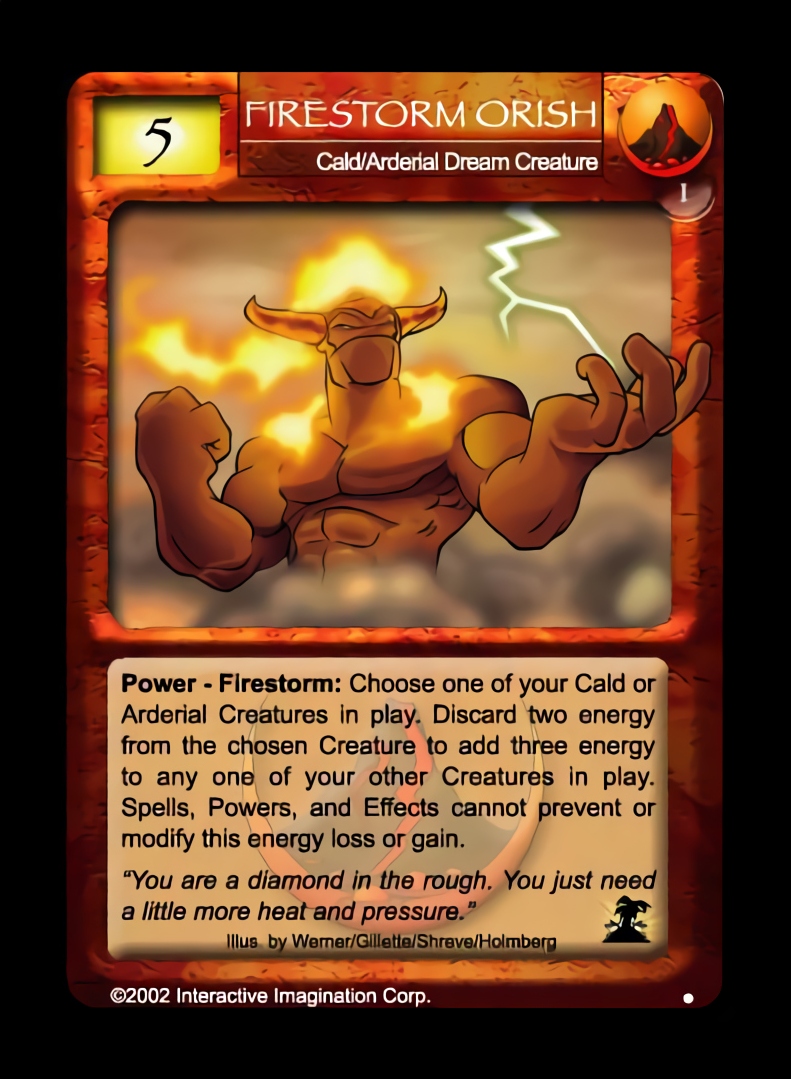 5
FIRESTORM ORISH
Cald/Arderial Dream Creature
I
Power - Firestorm: Choose one of your Cald or
Arderial Creatures in play. Discard two energy
from the chosen Creature to add three energy
to any one of your other Creatures in play.
Spells, Powers, and Effects cannot prevent or
modify this energy loss or gain.
“You are a diamond in the rough. You just need
a little more heat and pressure.”
Illus by Werner/Gillette/Shreve/Holmberg
©2002 Interactive Imagination Corp.